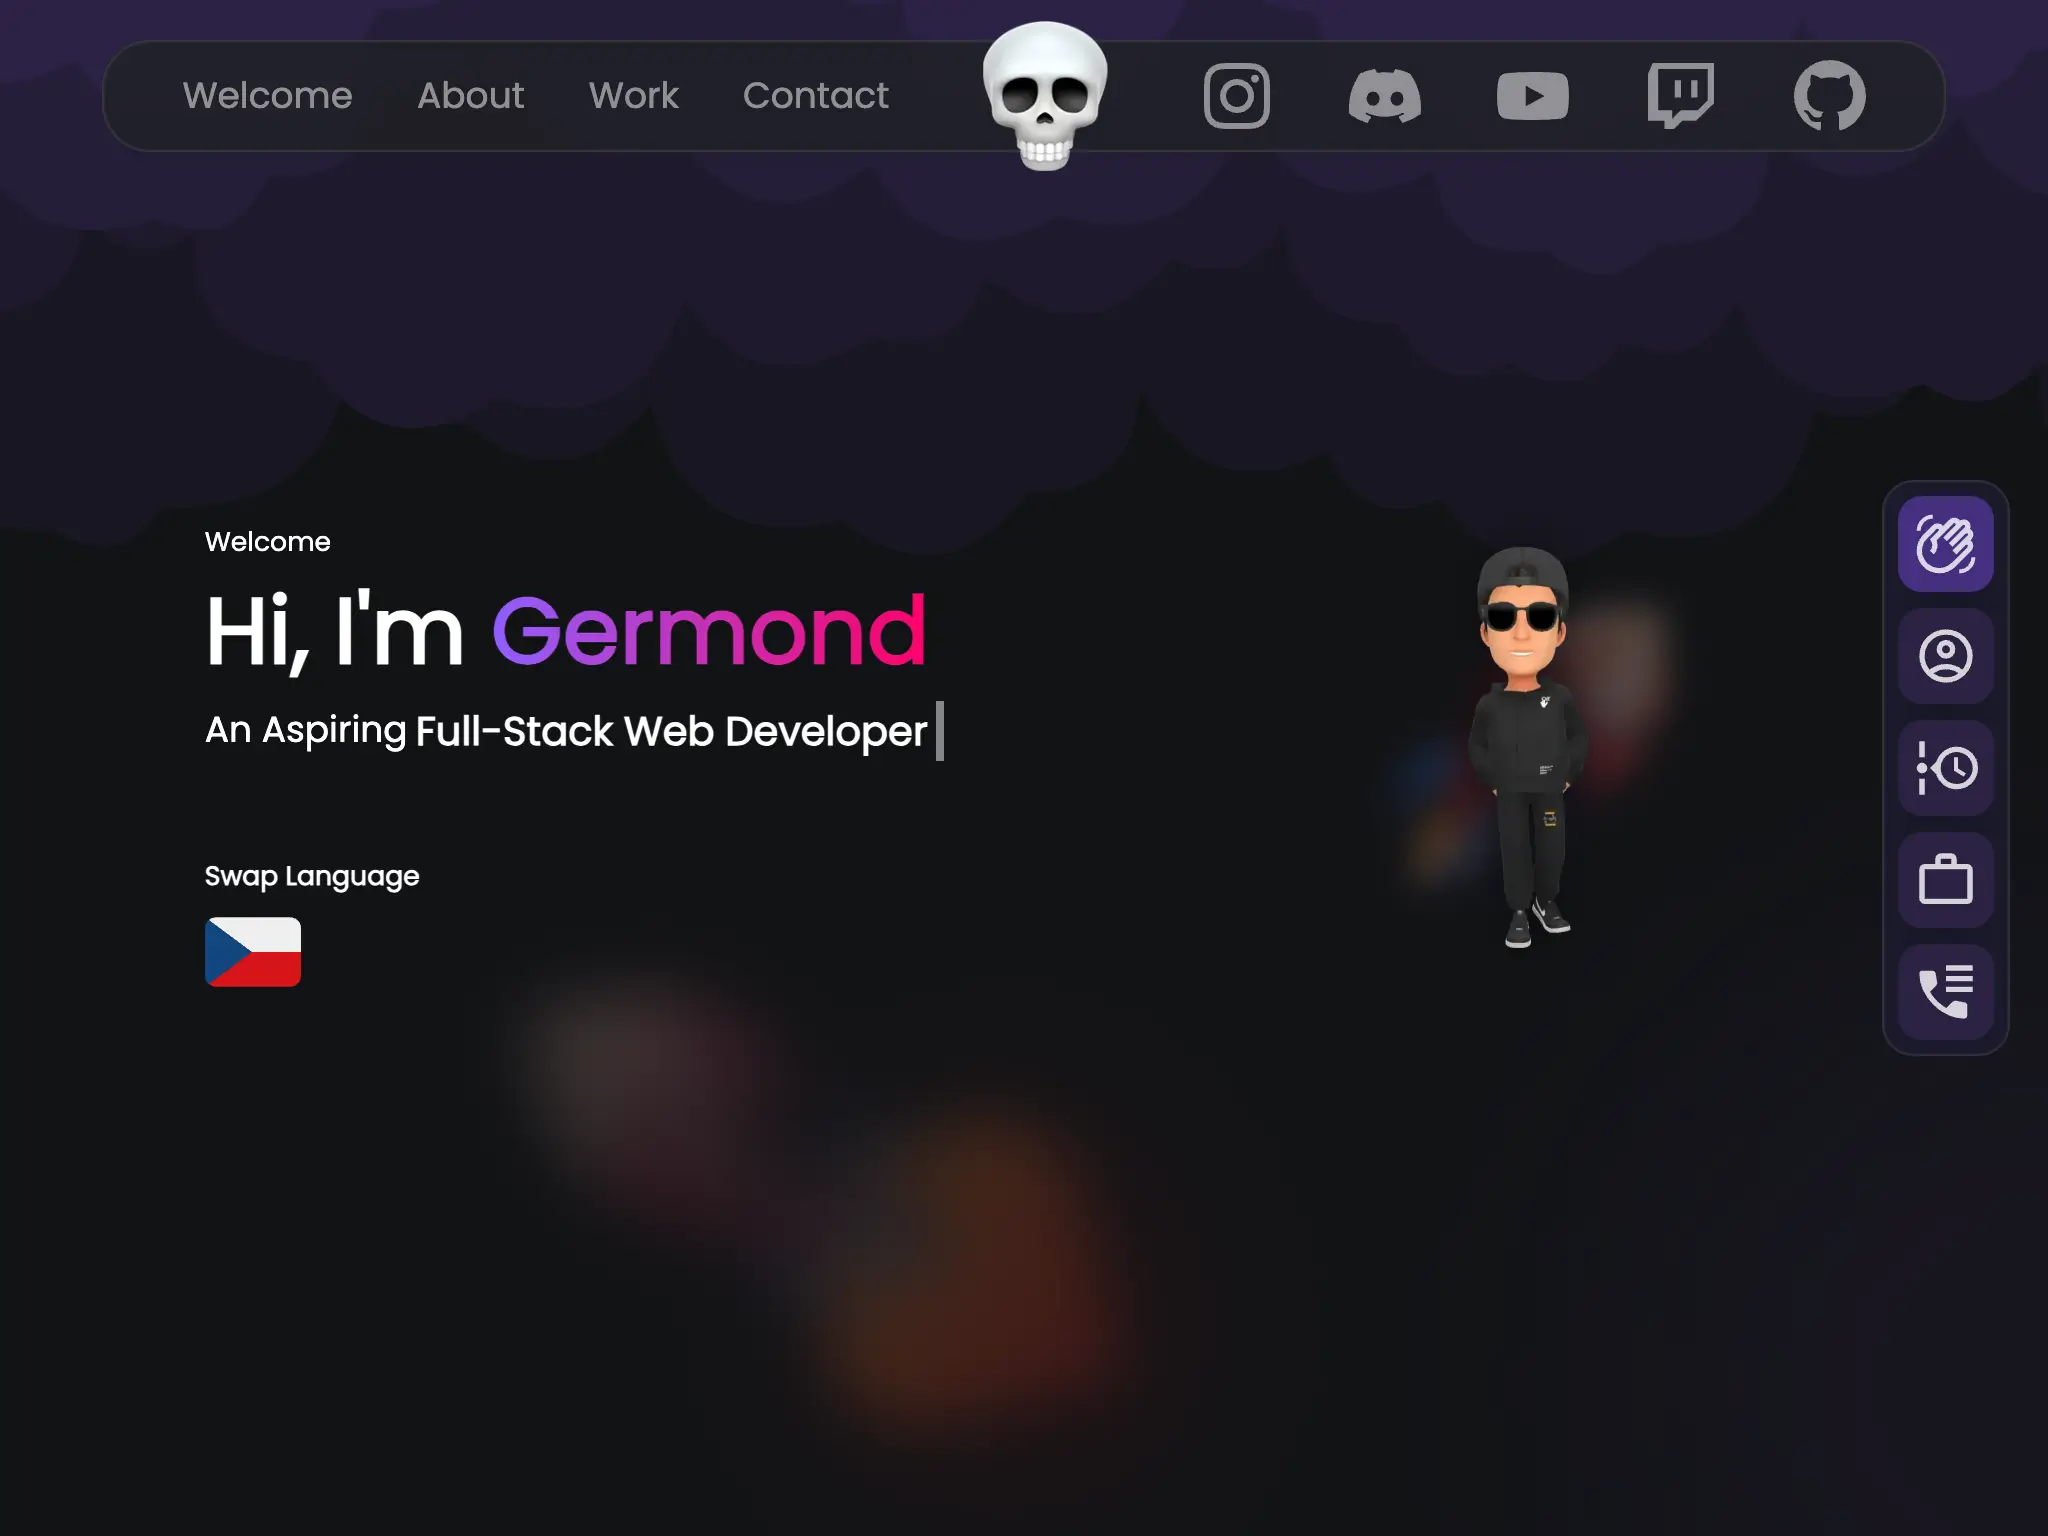 Welcome
About
Work
Contact
Welcome
Hi, I'm Germond
An Aspiring Full-Stack Web Developer
Swap Language